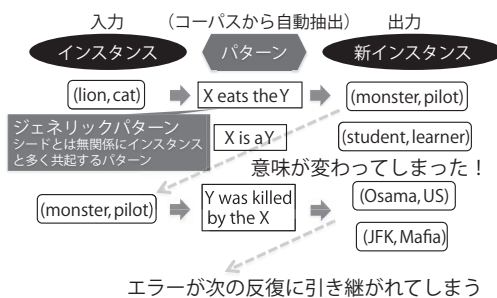 入力 （コーパスから自動抽出） 出力
インスタンス パターン 新インスタンス
(lion, cat) X eats the Y (monster, pilot)
ジェネリックパターン
シードとは無関係にインスタンス
と多く共起するパターン
X is a Y (student, learner)
意味が変わってしまった！
(monster, pilot) Y was killed
by the X
(Osama, US)
(JFK, Mafia)
エラーが次の反復に引き継がれてしまう